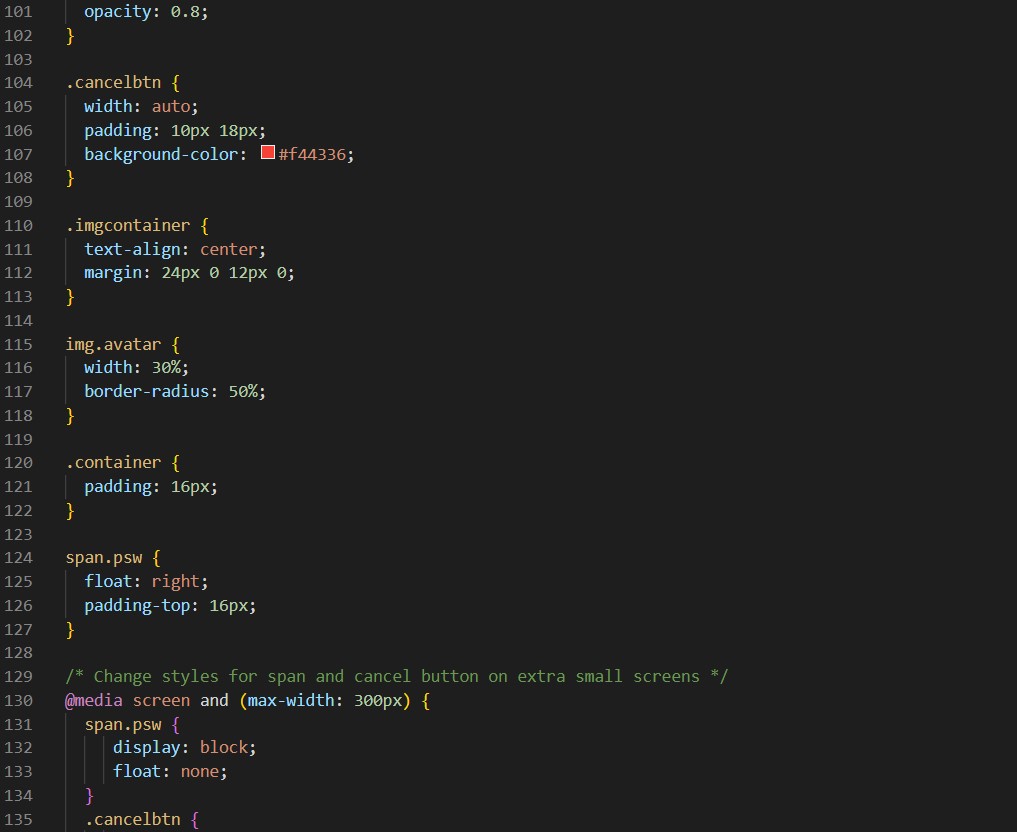 101 opacity: 0.8;
102 }
103
104 .cancelbtn {
105 width: auto;
106 padding: 10px 18px;
107 background-color: #f44336;
108 }
109
110 .imgcontainer {
111 text-align: center;
112 margin: 24px 0 12px 0;
113 }
114
115 img.avatar {
116 width: 30%;
117 border-radius: 50%;
118 }
119
120 .container {
121 padding: 16px;
122 }
123
124 span.psw {
125 float: right;
126 padding-top: 16px;
127 }
128
129 /* Change styles for span and cancel button on extra small screens */
130 @media screen and (max-width: 300px) {
131 span.psw {
132 display: block;
133 float: none;
134 }
135 .cancelbtn {